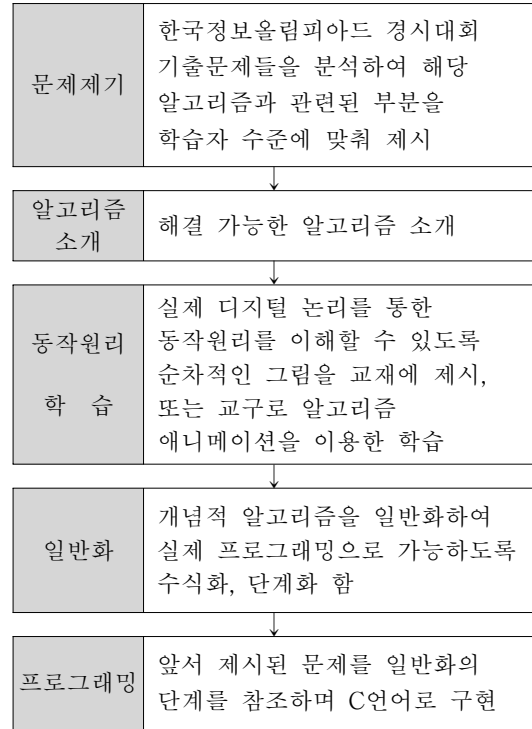 문제제기
한국정보올림피아드 경시대회
기출문제들을 분석하여 해당
알고리즘과 관련된 부분을
학습자 수준에 맞춰 제시
알고리즘
소개
해결 가능한 알고리즘 소개
동작원리
학 습
실제 디지털 논리를 통한
동작원리를 이해할 수 있도록
순차적인 그림을 교재에 제시,
또는 교구로 알고리즘
애니메이션을 이용한 학습
일반화
개념적 알고리즘을 일반화하여
실제 프로그래밍으로 가능하도록
수식화, 단계화 함
프로그래밍
앞서 제시된 문제를 일반화의
단계를 참조하며 C언어로 구현